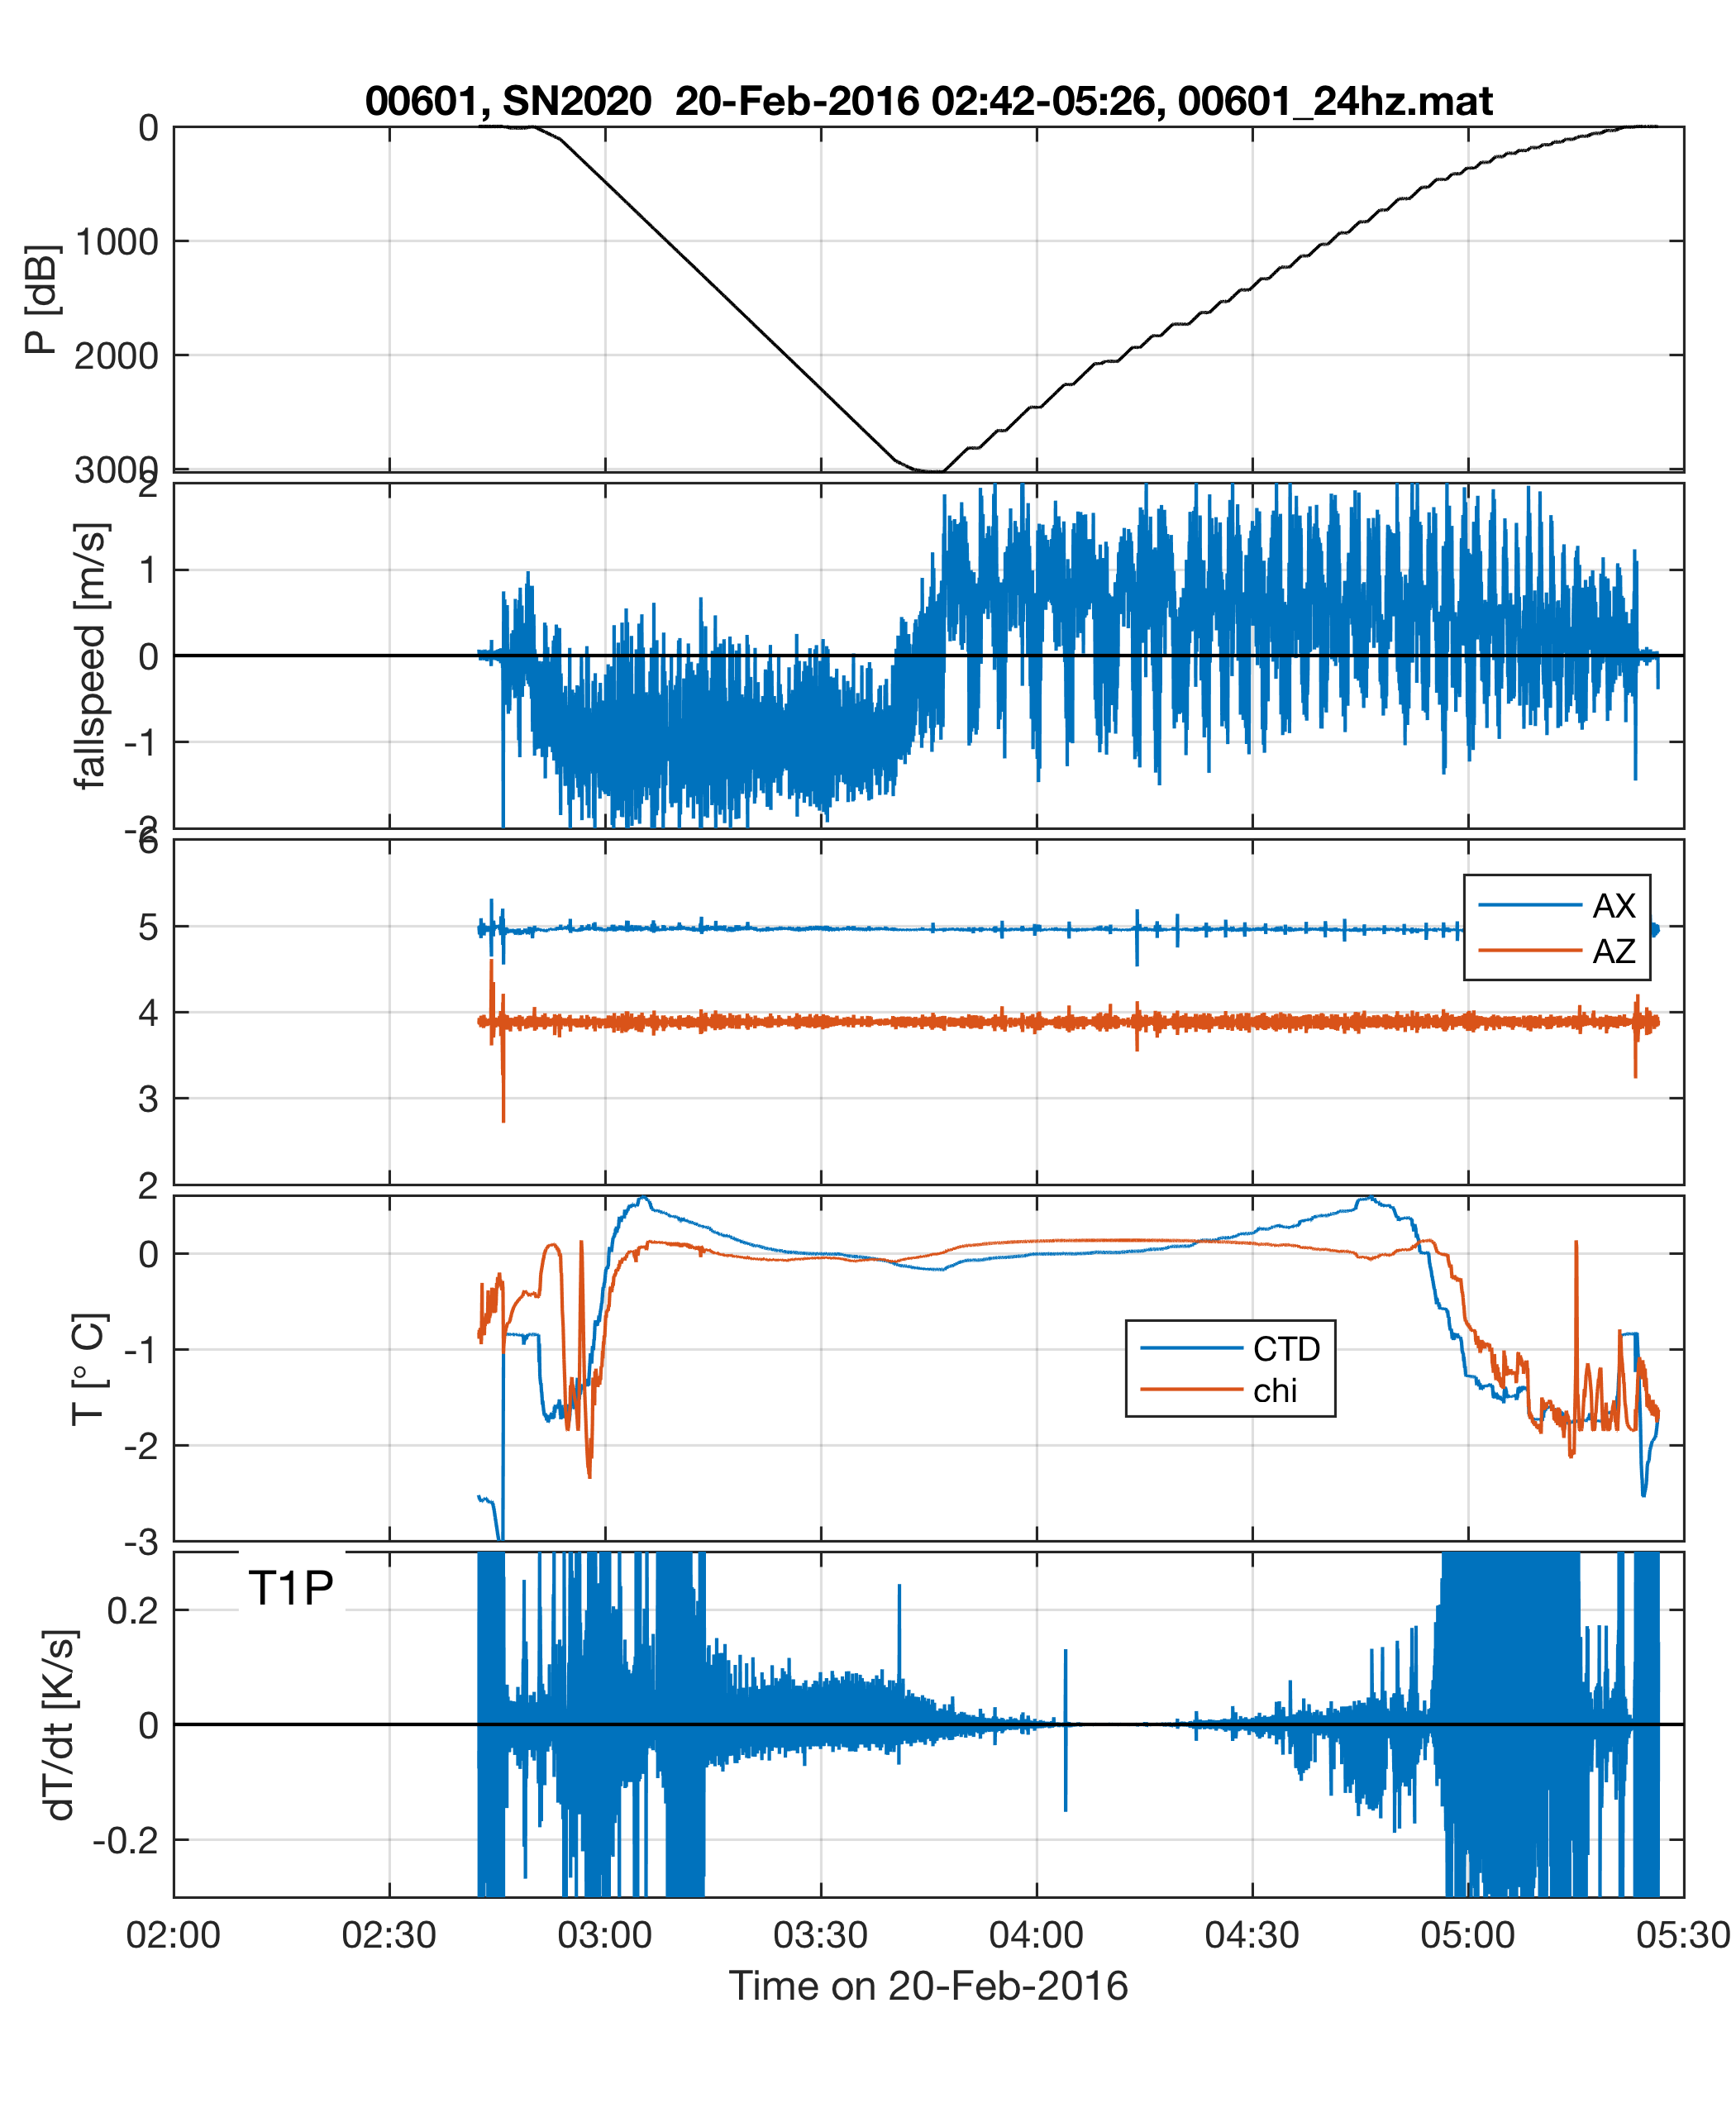 00601, SN2020 20-Feb-2016 02:42-05:26, 00601_24hz.mat
0
1000
2000
3000
P [dB]
2
1
0
-1
-2
fallspeed [m/s]
6
5
4
3
2
AX
AZ
0
-1
-2
-3
T [° C]
CTD
chi
T1P
0.2
0
-0.2
dT/dt [K/s]
02:00 02:30 03:00 03:30 04:00 04:30 05:00 05:30
Time on 20-Feb-2016